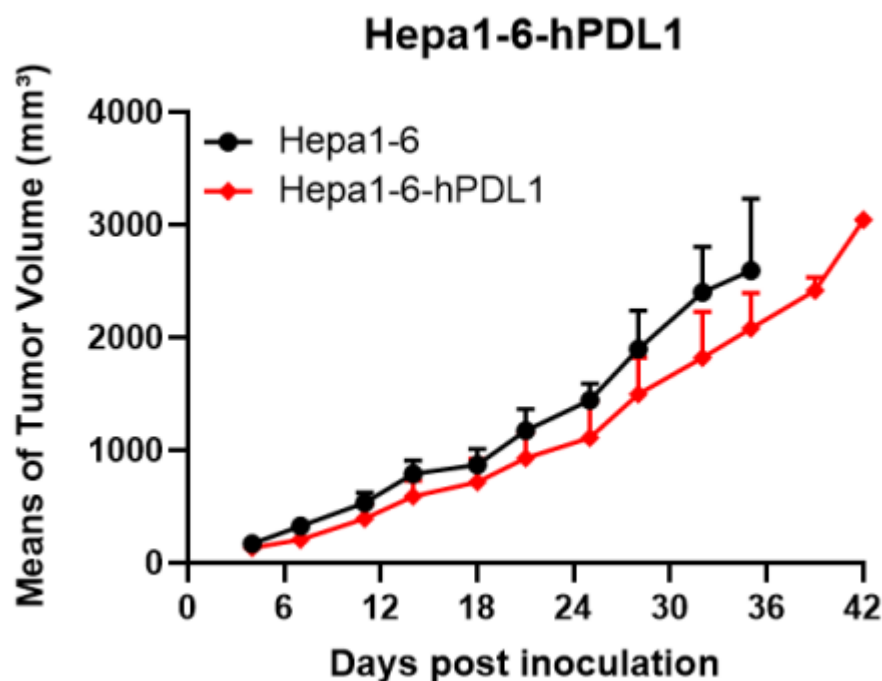 Hepa1-6-hPDL1
Means of Tumor Volume (mm³)
4000
3000
2000
1000
0
Hepa1-6
Hepa1-6-hPDL1
0 6 12 18 24 30 36 42
Days post inoculation